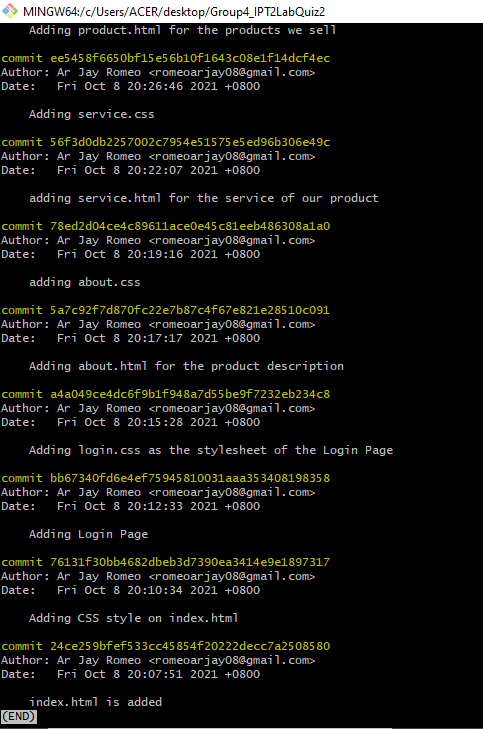 MINGW64:/c/Users/ACER/desktop/Group4_IPT2LabQuiz2
Adding product.html for the products we sell
commit ee5458f6650bf15e56b10f1643c08e1f14dcf4ec
Author: Ar Jay Romeo <romeoarjay08@gmail.com>
Date: Fri Oct 8 20:26:46 2021 +0800
Adding service.css
commit 56f3d0db2257002c7954e51575e5ed96b306e49c
Author: Ar Jay Romeo <romeoarjay08@gmail.com>
Date: Fri Oct 8 20:22:07 2021 +0800
adding service.html for the service of our product
commit 78ed2d04ce4c89611ace0e45c81eeb486308a1a0
Author: Ar Jay Romeo <romeoarjay08@gmail.com>
Date: Fri Oct 8 20:19:16 2021 +0800
adding about.css
commit 5a7c92f7d870fc22e7b87c4f67e821e28510c091
Author: Ar Jay Romeo <romeoarjay08@gmail.com>
Date: Fri Oct 8 20:17:17 2021 +0800
Adding about.html for the product description
commit a4a049ce4dc6f9b1f948a7d55be9f7232eb234c8
Author: Ar Jay Romeo <romeoarjay08@gmail.com>
Date: Fri Oct 8 20:15:28 2021 +0800
Adding login.css as the stylesheet of the Login Page
commit bb67340fd6e4ef75945810031aaa353408198358
Author: Ar Jay Romeo <romeoarjay08@gmail.com>
Date: Fri Oct 8 20:12:33 2021 +0800
Adding Login Page
commit 76131f30bb4682dbeb3d7390ea3414e9e1897317
Author: Ar Jay Romeo <romeoarjay08@gmail.com>
Date: Fri Oct 8 20:10:34 2021 +0800
Adding CSS style on index.html
commit 24ce259bfef533cc45854f20222decc7a2508580
Author: Ar Jay Romeo <romeoarjay08@gmail.com>
Date: Fri Oct 8 20:07:51 2021 +0800
index.html is added
(END)